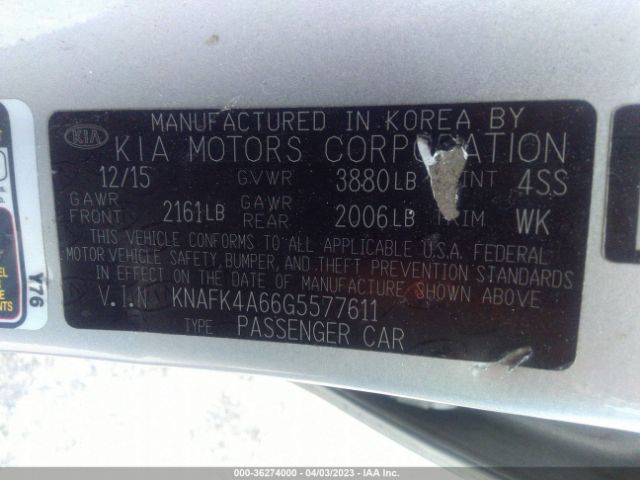 MANUFACTURED IN KOREA BY
KIA KIA MOTORS CORP ATION
12/15 G.V.W.R 3880 LB INT 4SS
GAWR FRONT 2161 LB GAWR REAR 2006 LB WK
THIS VEHICLE CONFORMS TO ALL APPLICABLE U.S.A. FEDERAL
MOTOR VEHICLE SAFETY, BUMPER, AND THEFT PREVENTION STANDARDS
IN EFFECT ON THE DATE OF MANUFACTURE SHOWN ABOVE
V.I.N KNAFK4A66G5577611
TYPE PASSENGER CAR
Y76
000-36274000 - 04/03/2023 - IAA Inc.